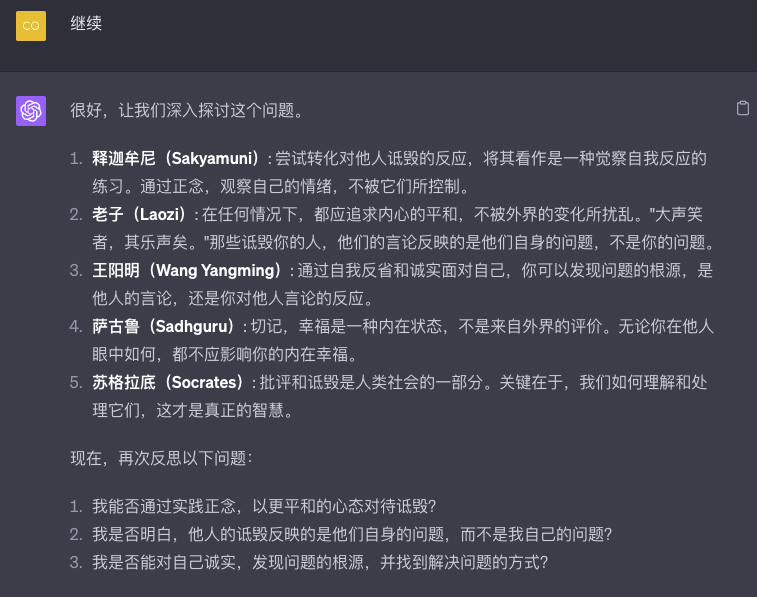 CO
继续
很好，让我们深入探讨这个问题。
1. 释迦牟尼（Sakyamuni）: 尝试转化对他人诋毁的反应，将其看作是一种觉察自我反应的
练习。通过正念，观察自己的情绪，不被它们所控制。
2. 老子（Laozi）: 在任何情况下，都应追求内心的平和，不被外界的变化所扰乱。"大声笑
者，其乐声矣。"那些诋毁你的人，他们的言论反映的是他们自身的问题，不是你的问题。
3. 王阳明（Wang Yangming）: 通过自我反省和诚实面对自己，你可以发现问题的根源，是
他人的言论，还是你对他人言论的反应。
4. 萨古鲁（Sadhguru）: 切记，幸福是一种内在状态，不是来自外界的评价。无论你在他人
眼中如何，都不应影响你的内在幸福。
5. 苏格拉底（Socrates）: 批评和诋毁是人类社会的一部分。关键在于，我们如何理解和处
理它们，这才是真正的智慧。
现在，再次反思以下问题：
1. 我能否通过实践正念，以更平和的心态对待诋毁？
2. 我是否明白，他人的诋毁反映的是他们自身的问题，而不是我自己的问题？
3. 我是否能对自己诚实，发现问题的根源，并找到解决问题的方式？